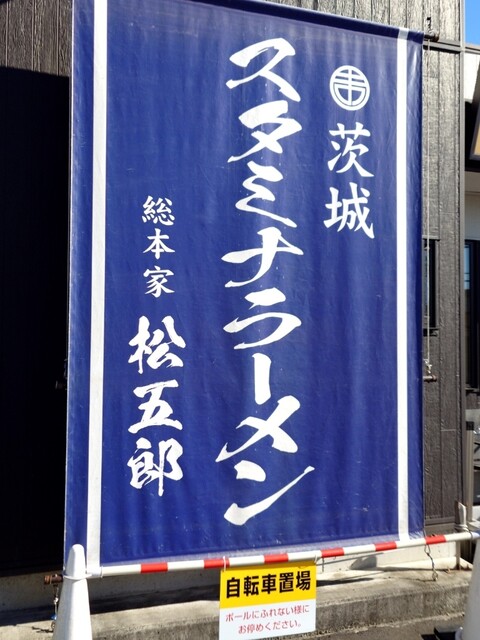 茨城
スタミナラーメン
総本家 松五郎
自転車置場
ポールにふれない様に
お停めください。